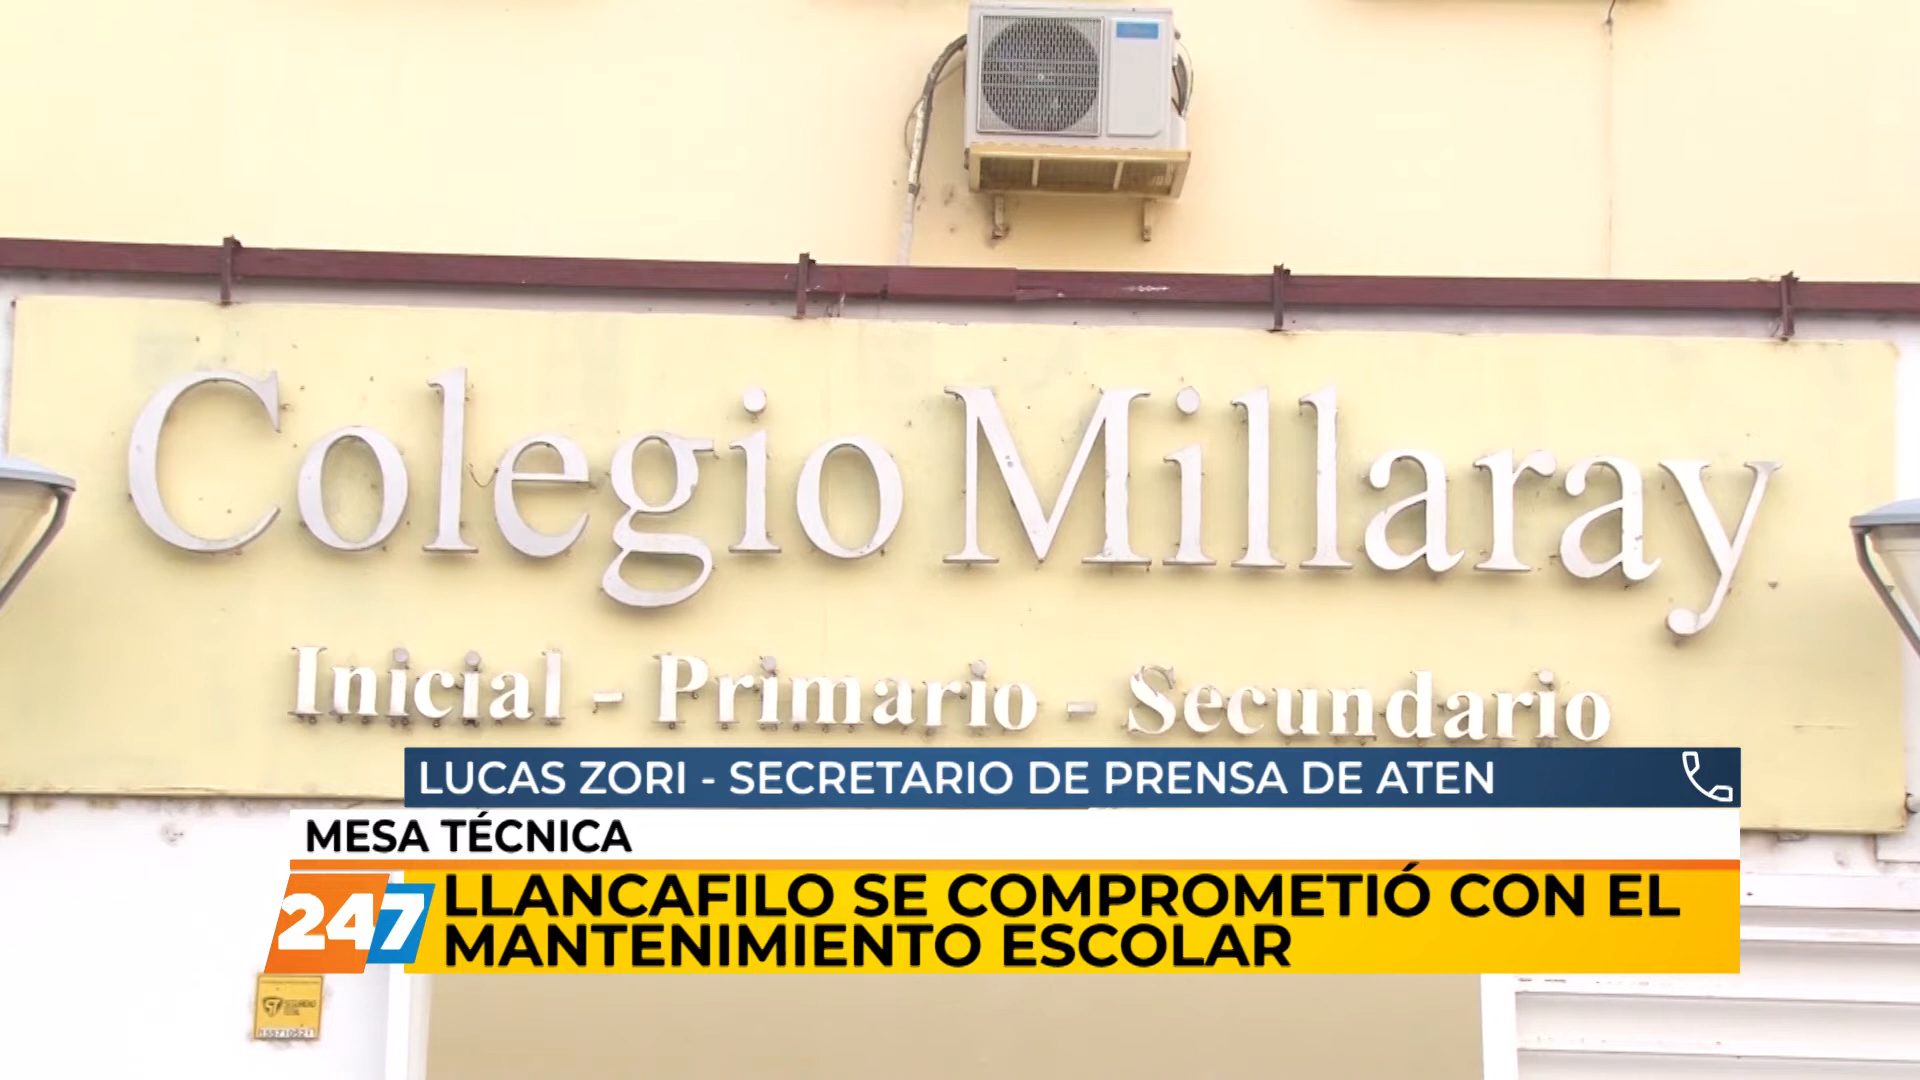 Colegio Millaray
Inicial - Primario - Secundario
LUCAS ZORI - SECRETARIO DE PRENSA DE ATEN
MESA TÉCNICA
247
LLANCAFILO SE COMPROMETIÓ CON EL
MANTENIMIENTO ESCOLAR